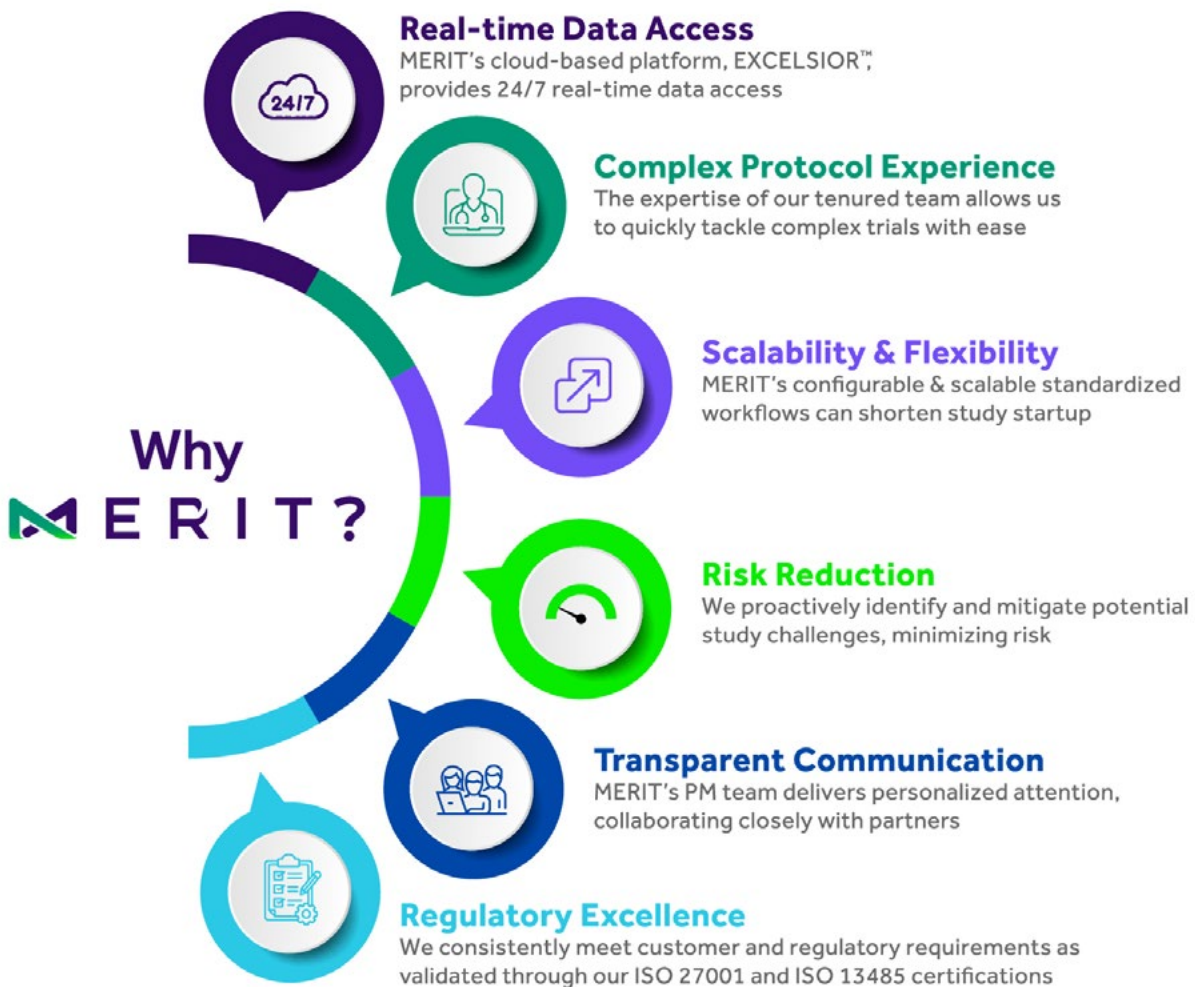 Real-time Data Access
MERIT's cloud-based platform, EXCELSIOR™,
provides 24/7 real-time data access
24/7
Complex Protocol Experience
The expertise of our tenured team allows us
to quickly tackle complex trials with ease
Scalability & Flexibility
MERIT's configurable & scalable standardized
workflows can shorten study startup
Why
MERIT?
Risk Reduction
We proactively identify and mitigate potential
study challenges, minimizing risk
Transparent Communication
MERIT's PM team delivers personalized attention,
collaborating closely with partners
Regulatory Excellence
We consistently meet customer and regulatory requirements as
validated through our ISO 27001 and ISO 13485 certifications